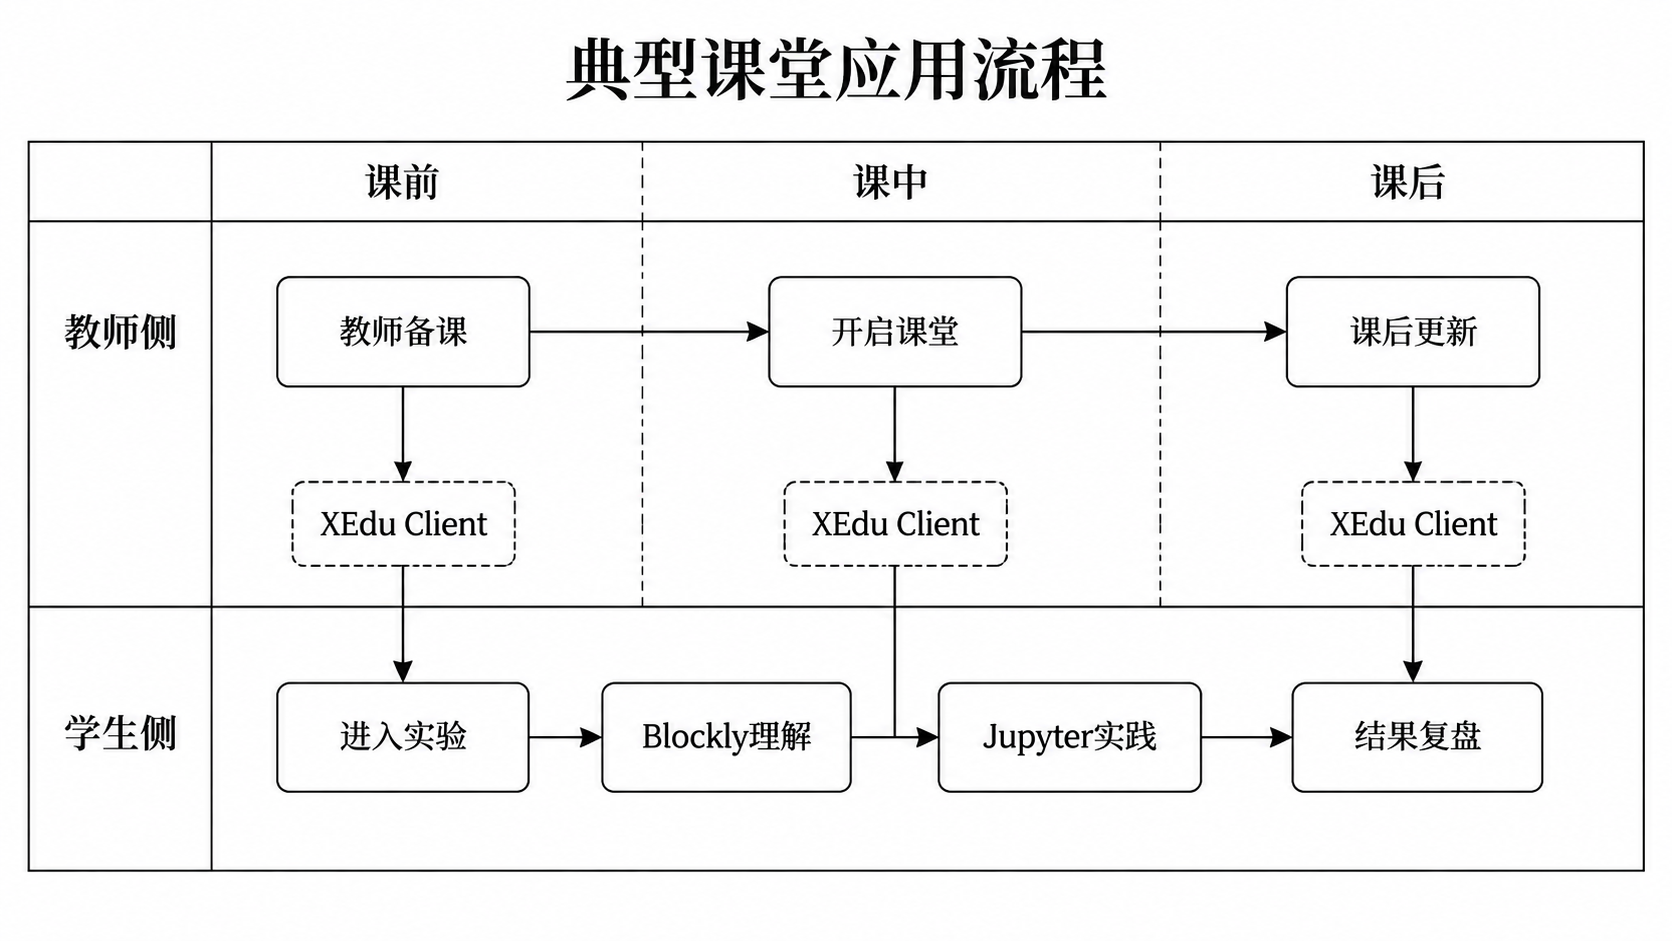 典型课堂应用流程
课前
课中
课后
教师侧
教师备课
开启课堂
课后更新
XEdu Client
XEdu Client
XEdu Client
学生侧
进入实验
Blockly理解
Jupyter实践
结果复盘